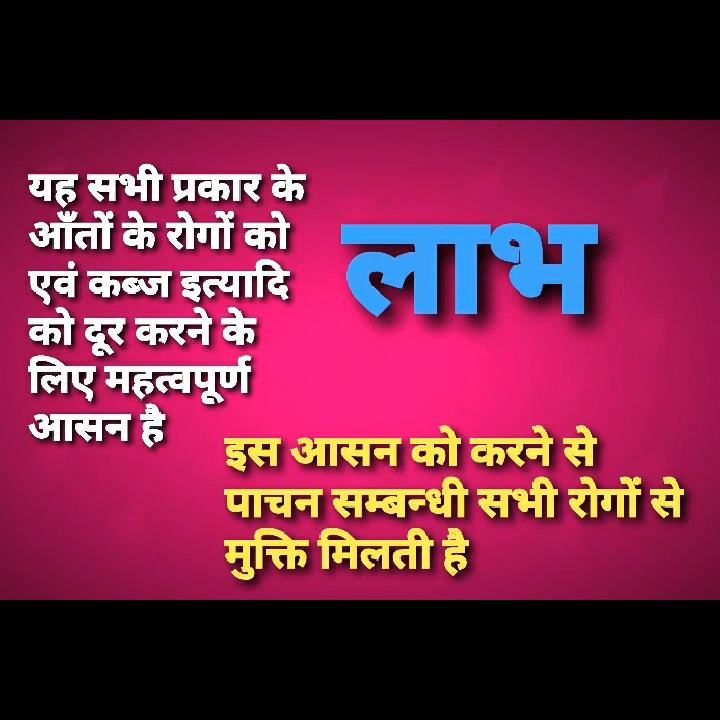 यह सभी प्रकार के
आँतों के रोगों को
एवं कब्ज इत्यादि
को दूर करने के
लिए महत्वपूर्ण
आसन है
लाभ
इस आसन को करने से
पाचन सम्बन्धी सभी रोगों से
मुक्ति मिलती है